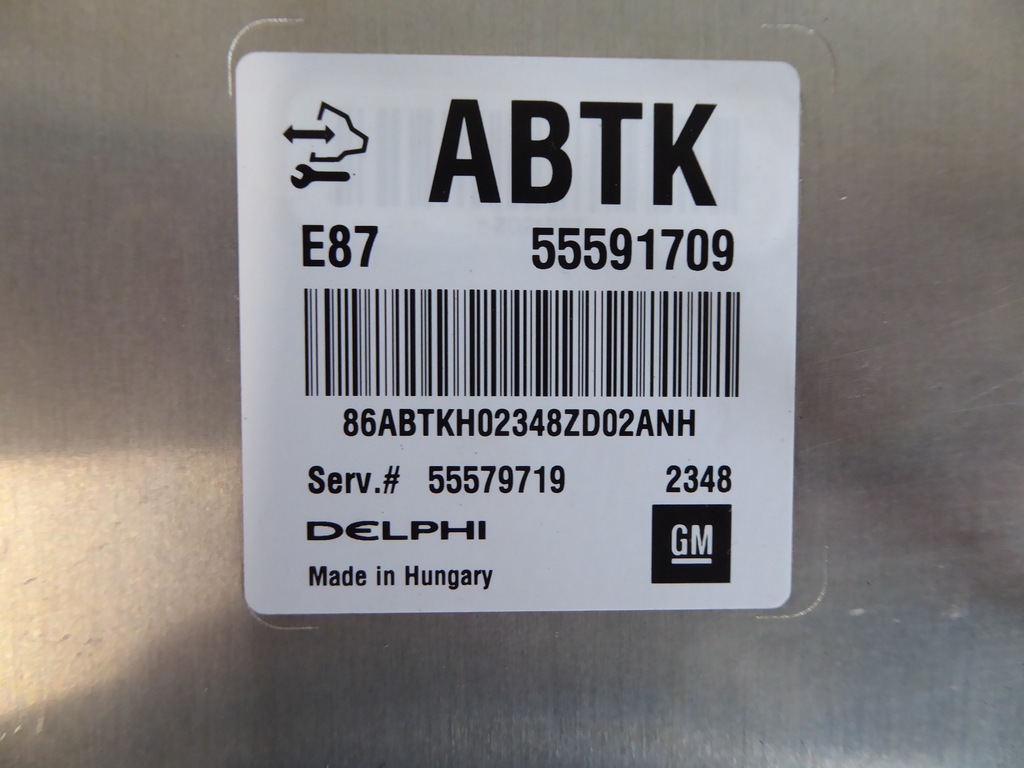 ABTK
E87 55591709
86ABTKH02348ZD02ANH
Serv.# 55579719 2348
DELPHI GM
Made in Hungary